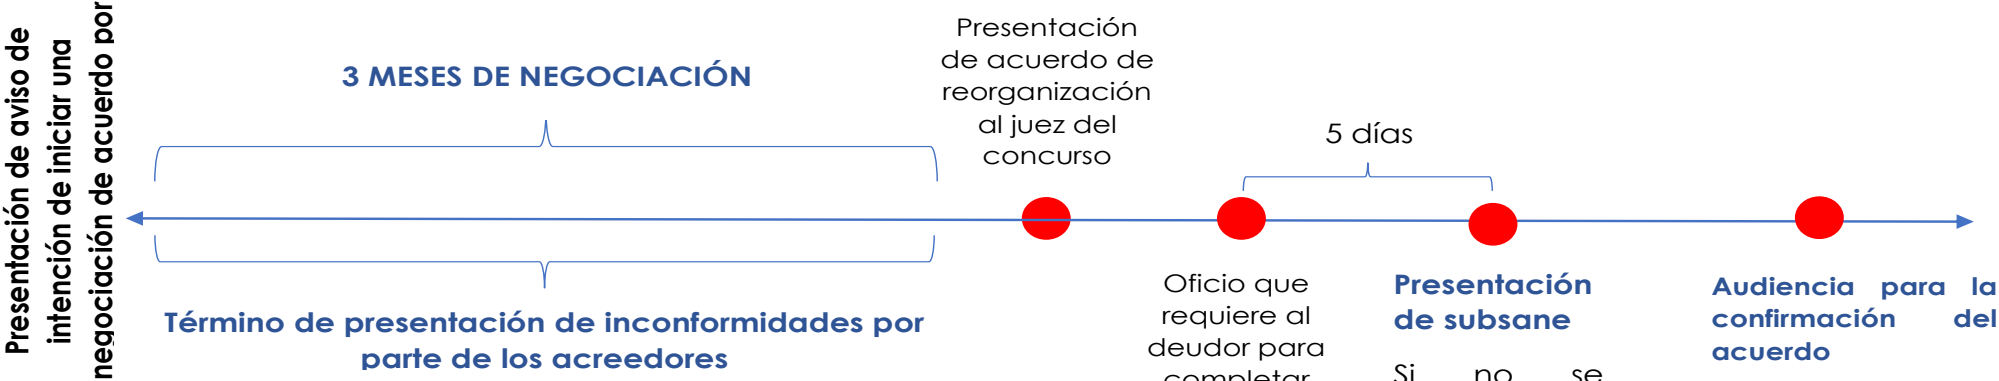 Presentación de aviso de
intención de iniciar una
negociación de acuerdo por
3 MESES DE NEGOCIACIÓN
Término de presentación de inconformidades por
parte de los acreedores
Presentación
de acuerdo de
reorganización
al juez del
concurso
5 días
Oficio que
requiere al
deudor para
completar
Presentación
de subsane
Si no se
Audiencia para la
confirmación del
acuerdo